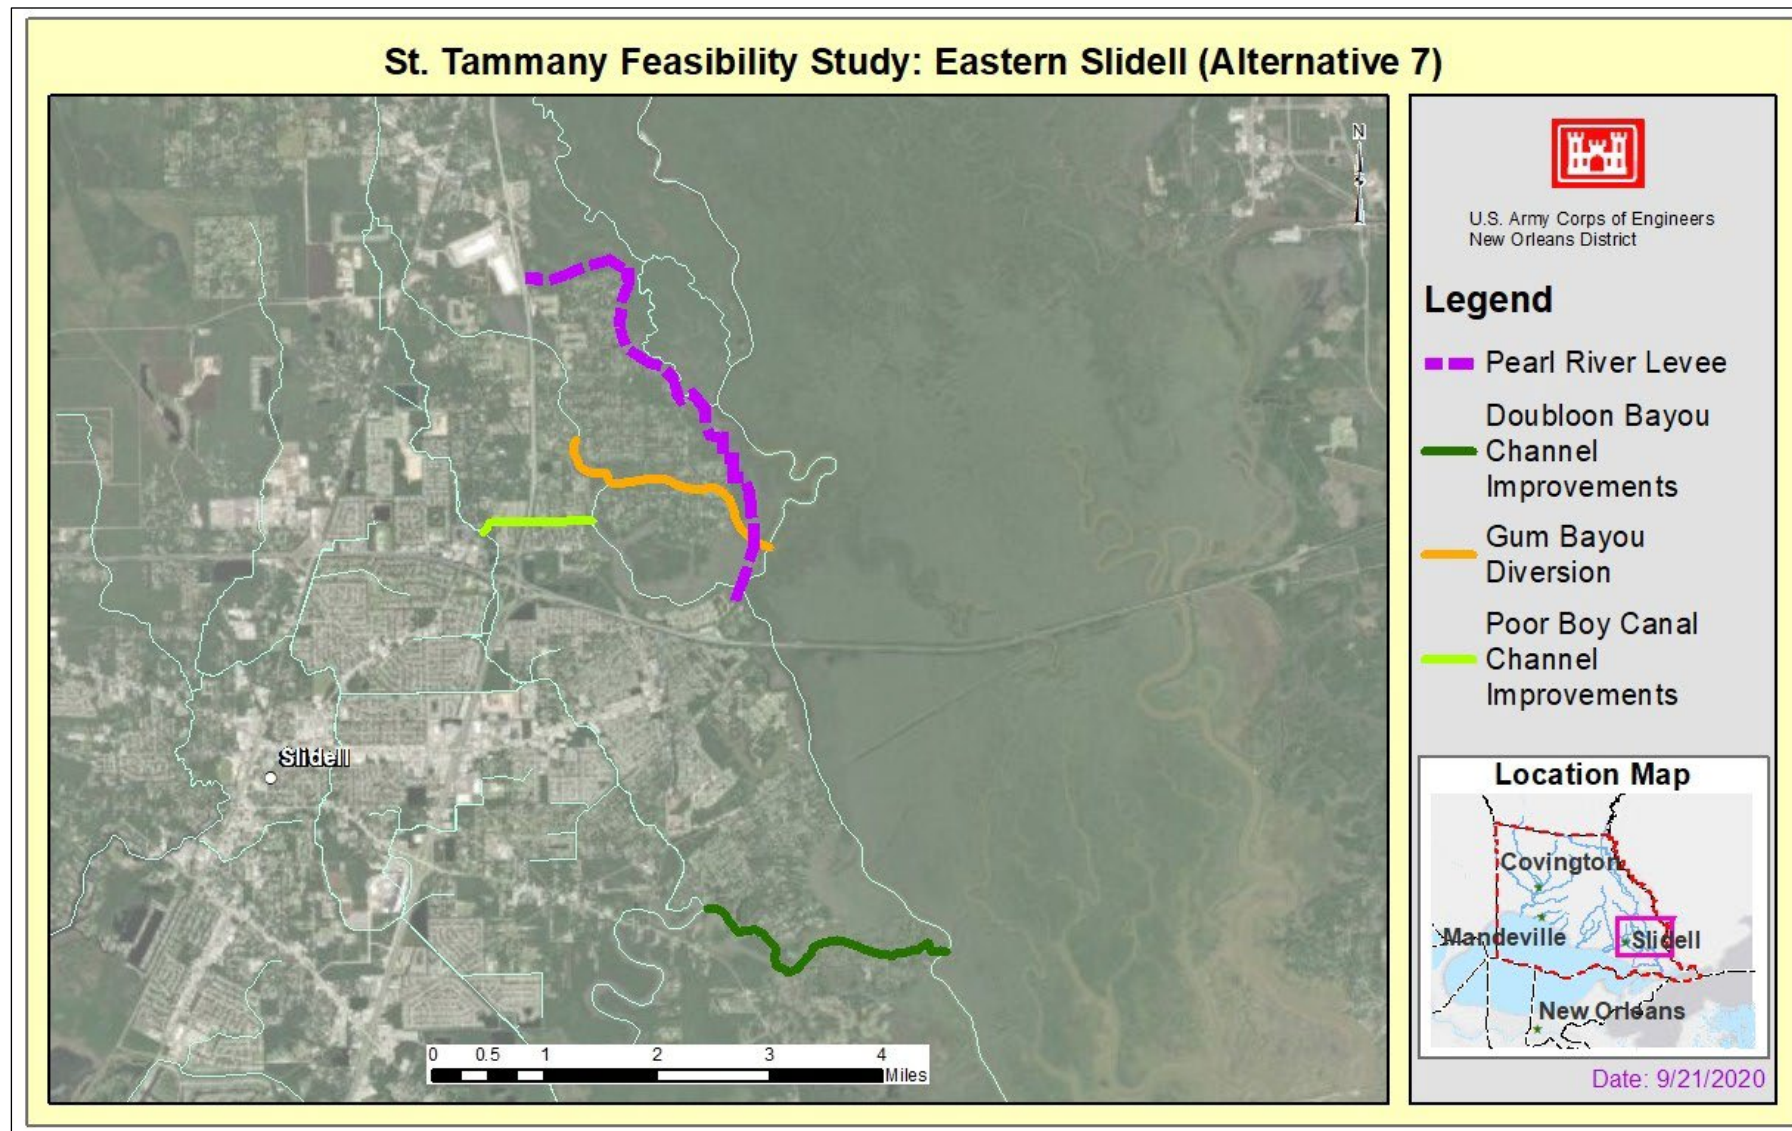 St. Tammany Feasibility Study: Eastern Slidell (Alternative 7)
N
Slidell
0 0.5 1 2 3 4
Miles
U.S. Army Corps of Engineers
New Orleans District
Legend
Pearl River Levee
Doubloon Bayou
Channel
Improvements
Gum Bayou
Diversion
Poor Boy Canal
Channel
Improvements
Location Map
Covington
Mandeville
Slidell
New Orleans
Date: 9/21/2020